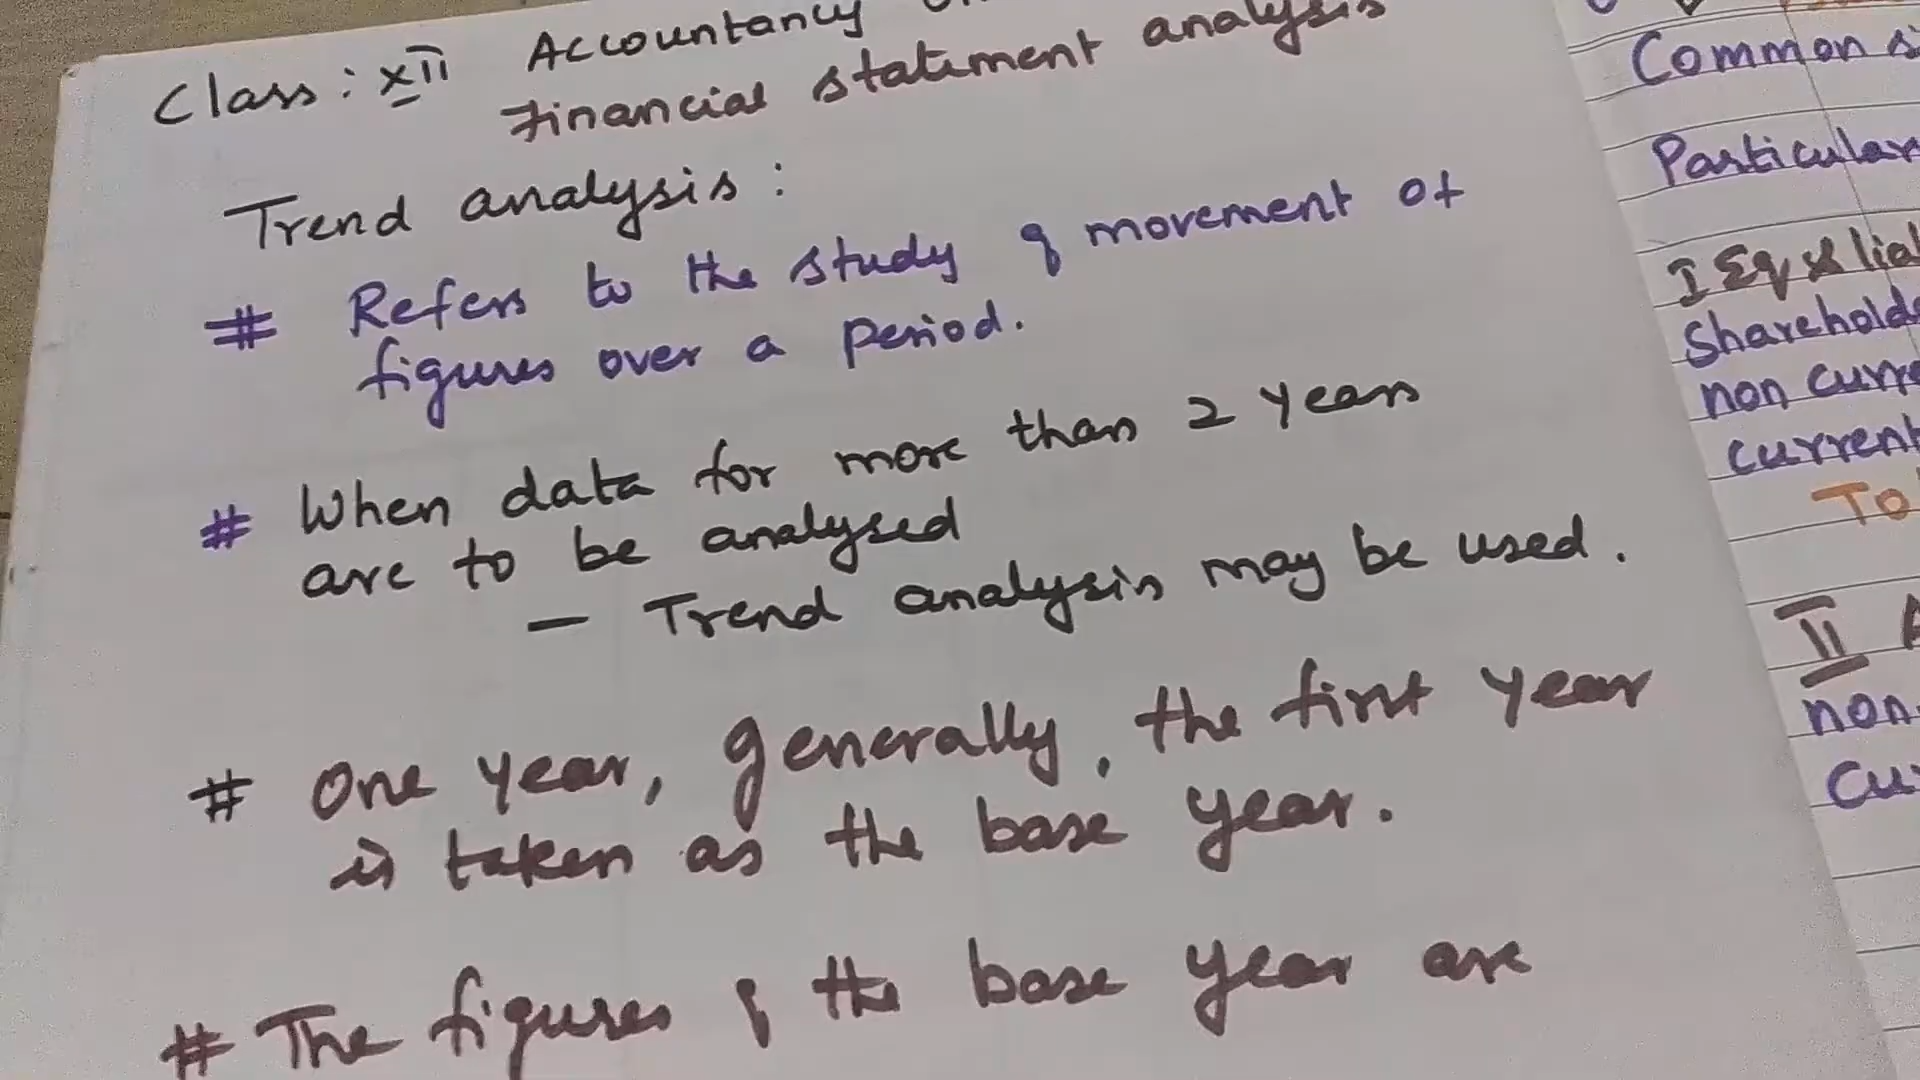 Class: XII Accountancy
Financial statement analysis
Trend analysis:
# Refers to the study of movement of
figures over a period.
# When data for more than 2 years
are to be analysed
— Trend analysis may be used.
# One year, generally, the first year
is taken as the base year.
# The figures of the base year are
Common
Particular
I Eq & 
non
current
II
non-